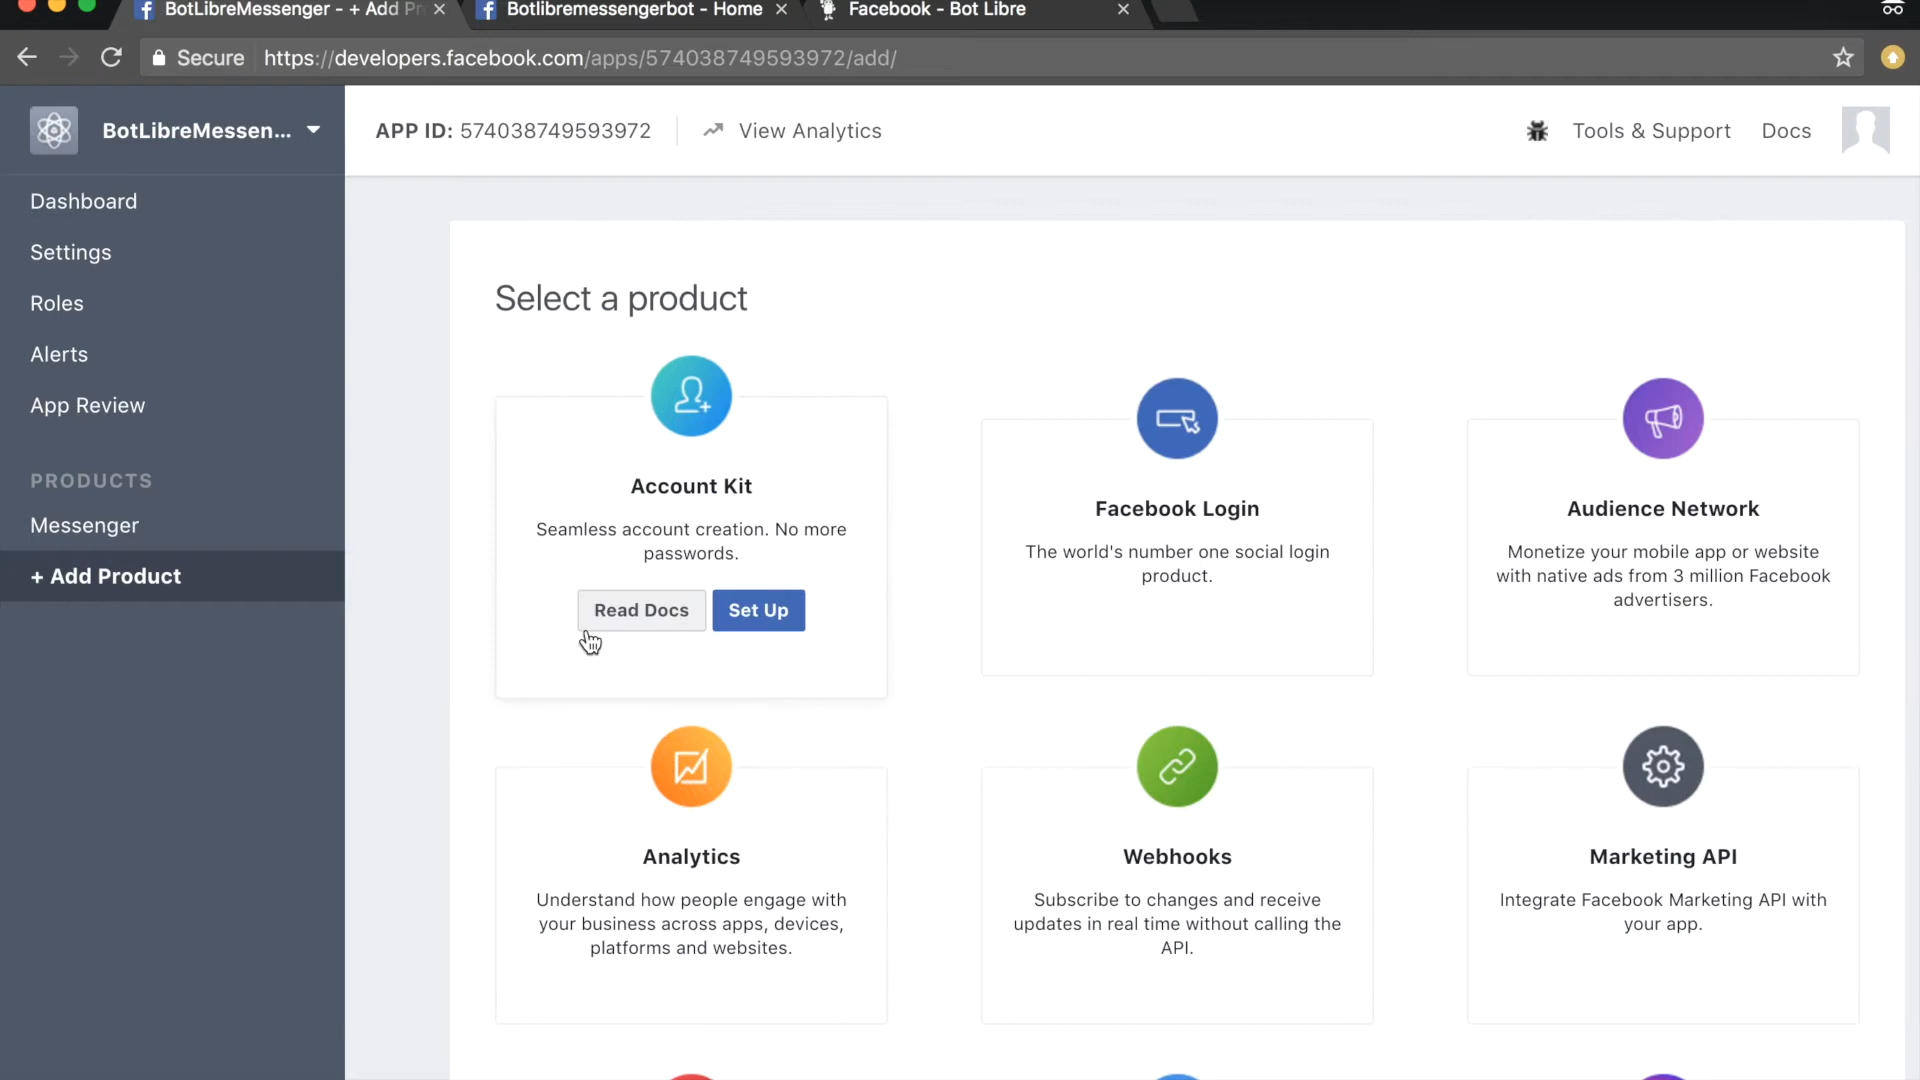 BotLibreMessenger - + Add Pr
Botlibremessengerbot - Home
Facebook - Bot Libre
Secure
https://developers.facebook.com/apps/574038749593972/add/
BotLibreMessen...
APP ID: 574038749593972
View Analytics
Tools & Support
Docs
Dashboard
Settings
Roles
Alerts
App Review
PRODUCTS
Messenger
+ Add Product
Select a product
Account Kit
Seamless account creation. No more
passwords.
Read Docs
Set Up
Facebook Login
The world's number one social login
product.
Audience Network
Monetize your mobile app or website
with native ads from 3 million Facebook
advertisers.
Analytics
Understand how people engage with
your business across apps, devices,
platforms and websites.
Webhooks
Subscribe to changes and receive
updates in real time without calling the
API.
Marketing API
Integrate Facebook Marketing API with
your app.